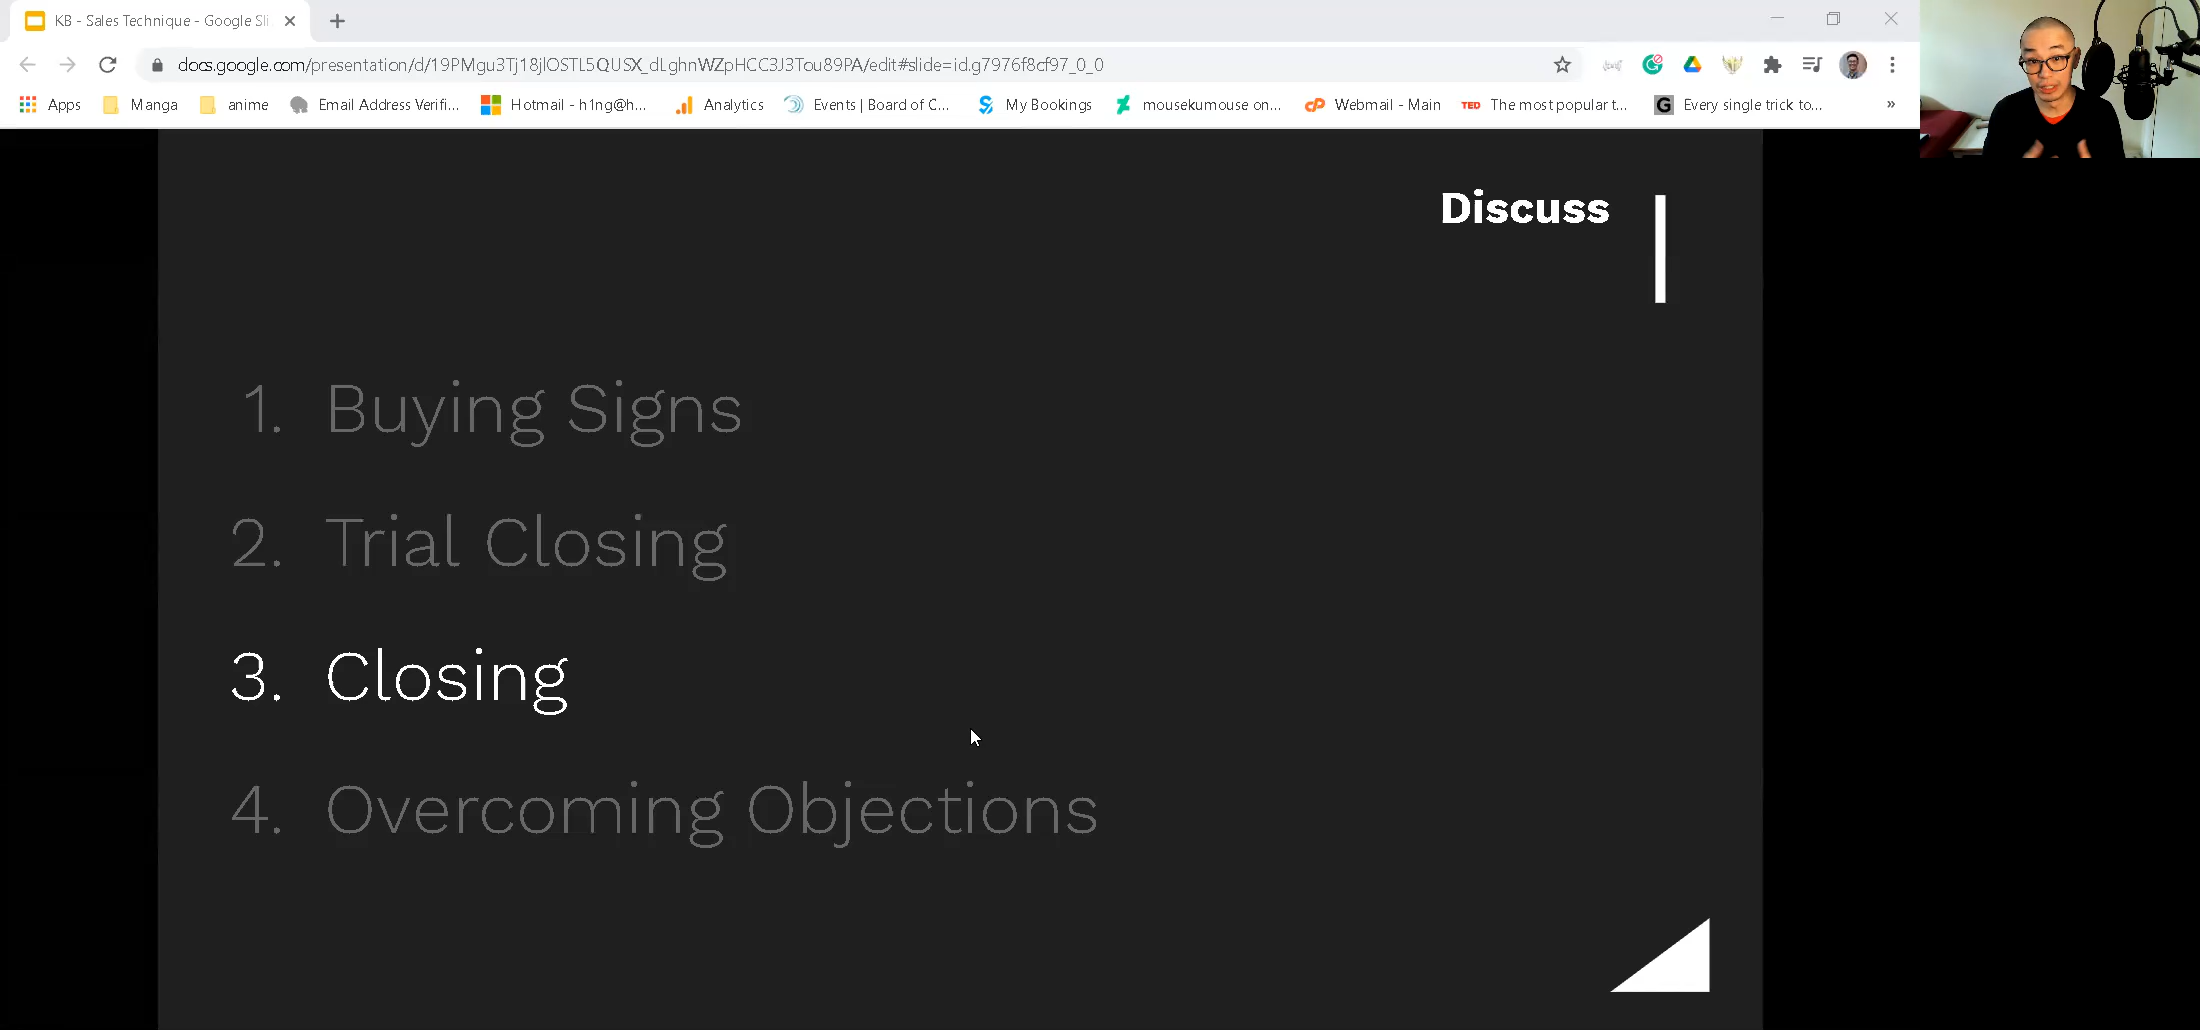 KB - Sales Technique - Google Sli
docs.google.com/presentation/d/19PMgu3Tj18jlOSTL5QUSX_dLghnWZpHCC3J3Tou89PA/edit#slide=id.g7976f8cf97_0_0
Apps Manga anime Email Address Verifi... Hotmail - h1ng@h... Analytics Events | Board of C... My Bookings mousekumouse on... cP Webmail - Main TED The most popular t... G Every single trick to... »
Discuss
1. Buying Signs
2. Trial Closing
3. Closing
4. Overcoming Objections